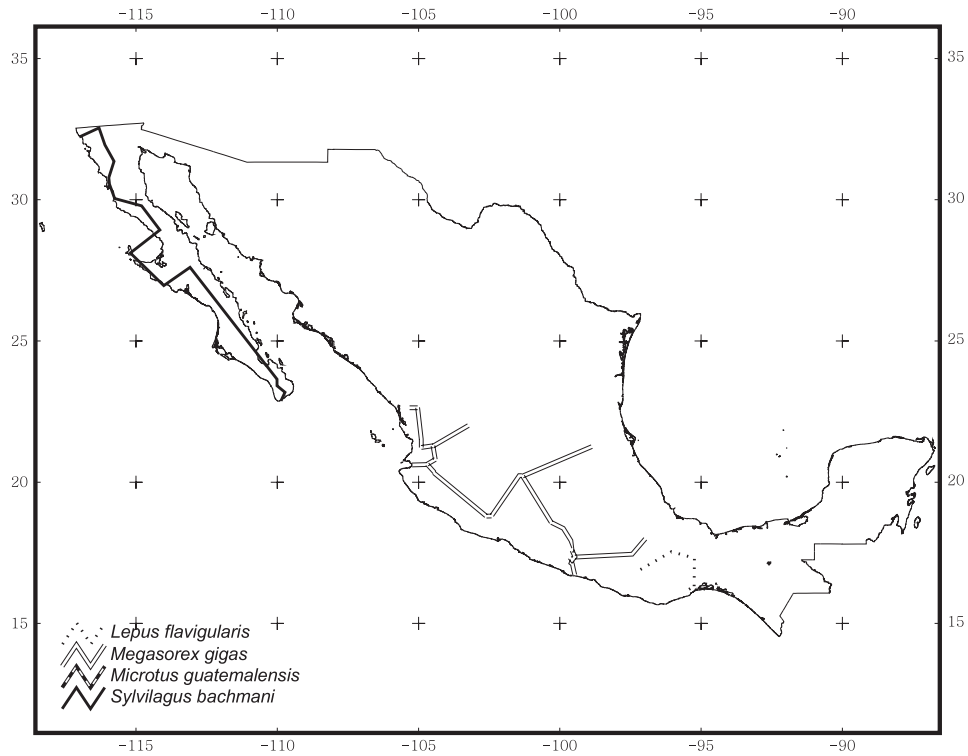 -115 -110 -105 -100 -95 -90
35 35
30 30
25 25
20 20
15 15
Lepus flavigularis
Megasorex gigas
Microtus guatemalensis
Sylvilagus bachmani
-115 -110 -105 -100 -95 -90